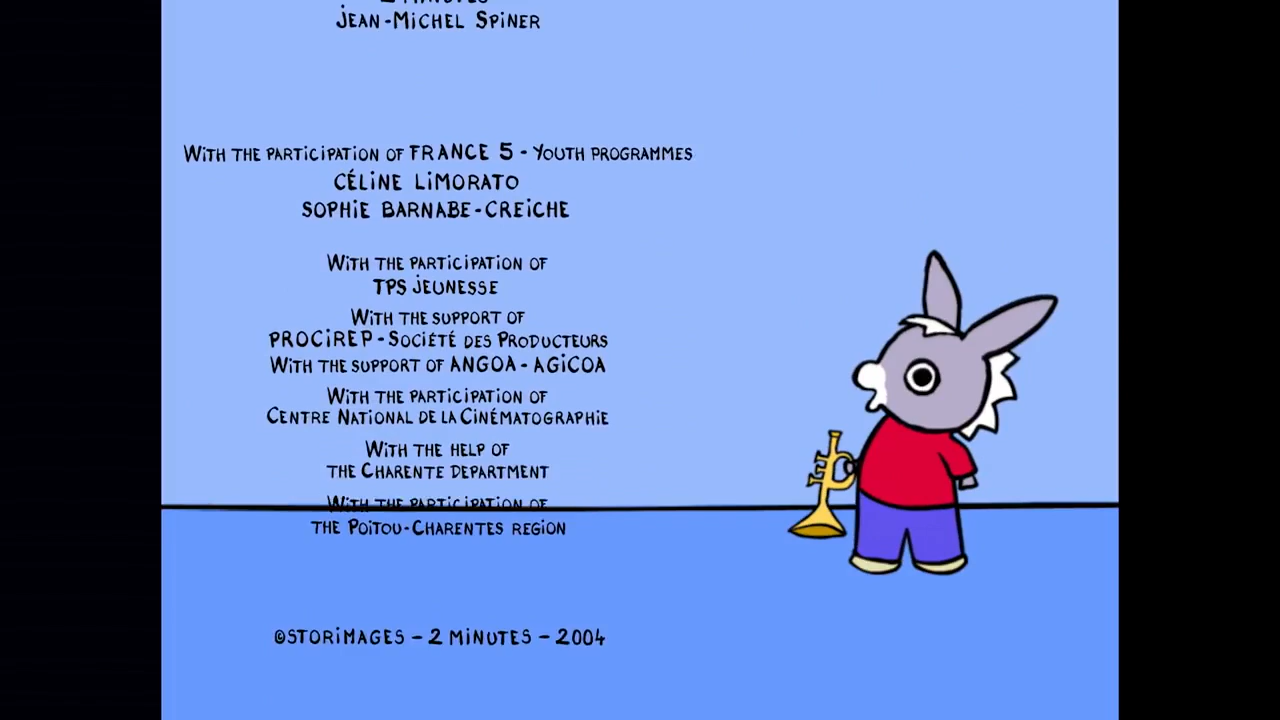 JEAN-MICHEL SPINER
WITH THE PARTICIPATION OF FRANCE 5 - YOUTH PROGRAMMES
CÉLINE LIMORATO
SOPHIE BARNABE-CREICHE
WITH THE PARTICIPATION OF
TPS JEUNESSE
WITH THE SUPPORT OF
PROCIREP - SOCIÉTÉ DES PRODUCTEURS
WITH THE SUPPORT OF ANGOA - AGICOA
WITH THE PARTICIPATION OF
CENTRE NATIONAL DE LA CINÉMATOGRAPHIE
WITH THE HELP OF
THE CHARENTE DEPARTMENT
WITH THE PARTICIPATION OF
THE POITOU-CHARENTES REGION
©STORIMAGES - 2 MINUTES - 2004